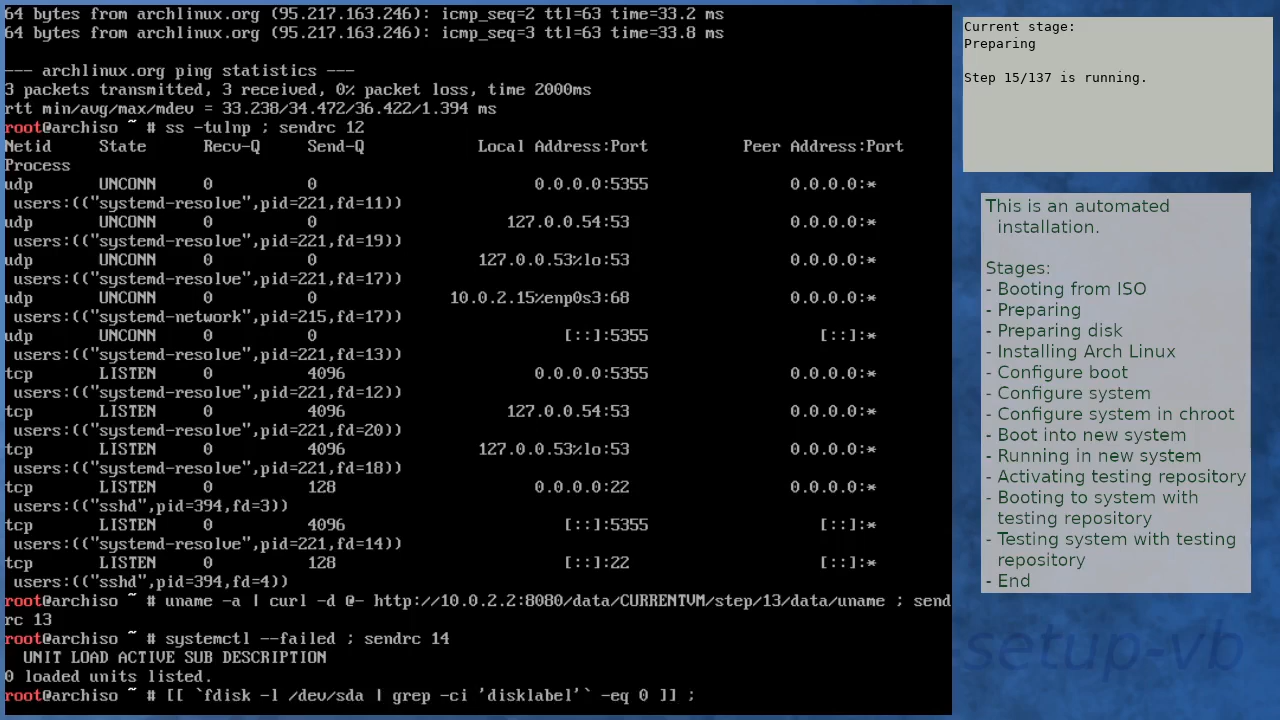 64 bytes from archlinux.org (95.217.163.246): icmp_seq=2 ttl=63 time=33.2 ms
64 bytes from archlinux.org (95.217.163.246): icmp_seq=3 ttl=63 time=33.8 ms
--- archlinux.org ping statistics ---
3 packets transmitted, 3 received, 0% packet loss, time 2000ms
rtt min/avg/max/mdev = 33.238/34.472/36.422/1.394 ms
root@archiso ~ # ss -tulnp ; sendrc 12
Netid State Recv-Q Send-Q Local Address:Port Peer Address:Port
Process
udp UNCONN 0 0 0.0.0.0:5355 0.0.0.0:*
users:(("systemd-resolve",pid=221,fd=11))
udp UNCONN 0 0 127.0.0.54:53 0.0.0.0:*
users:(("systemd-resolve",pid=221,fd=19))
udp UNCONN 0 0 127.0.0.53%lo:53 0.0.0.0:*
users:(("systemd-resolve",pid=221,fd=17))
udp UNCONN 0 0 10.0.2.15%enp0s3:68 0.0.0.0:*
users:(("systemd-network",pid=215,fd=17))
udp UNCONN 0 0 [::]:5355 [::]:*
users:(("systemd-resolve",pid=221,fd=13))
tcp LISTEN 0 4096 0.0.0.0:5355 0.0.0.0:*
users:(("systemd-resolve",pid=221,fd=12))
tcp LISTEN 0 4096 127.0.0.54:53 0.0.0.0:*
users:(("systemd-resolve",pid=221,fd=20))
tcp LISTEN 0 4096 127.0.0.53%lo:53 0.0.0.0:*
users:(("systemd-resolve",pid=221,fd=18))
tcp LISTEN 0 128 0.0.0.0:22 0.0.0.0:*
users:(("sshd",pid=394,fd=3))
tcp LISTEN 0 4096 [::]:5355 [::]:*
users:(("systemd-resolve",pid=221,fd=14))
tcp LISTEN 0 128 [::]:22 [::]:*
users:(("sshd",pid=394,fd=4))
root@archiso ~ # uname -a | curl -d @- http://10.0.2.2:8080/data/CURRENTVM/step/13/data/uname ; send
rc 13
root@archiso ~ # systemctl --failed ; sendrc 14
UNIT LOAD ACTIVE SUB DESCRIPTION
0 loaded units listed.
root@archiso ~ # [[ `fdisk -l /dev/sda | grep -ci 'disklabel'` -eq 0 ]] ;
Current stage:
Preparing
Step 15/137 is running.
This is an automated
installation.
Stages:
- Booting from ISO
- Preparing
- Preparing disk
- Installing Arch Linux
- Configure boot
- Configure system
- Configure system in chroot
- Boot into new system
- Running in new system
- Activating testing repository
- Booting to system with
testing repository
- Testing system with testing
repository
- End
setup-vb